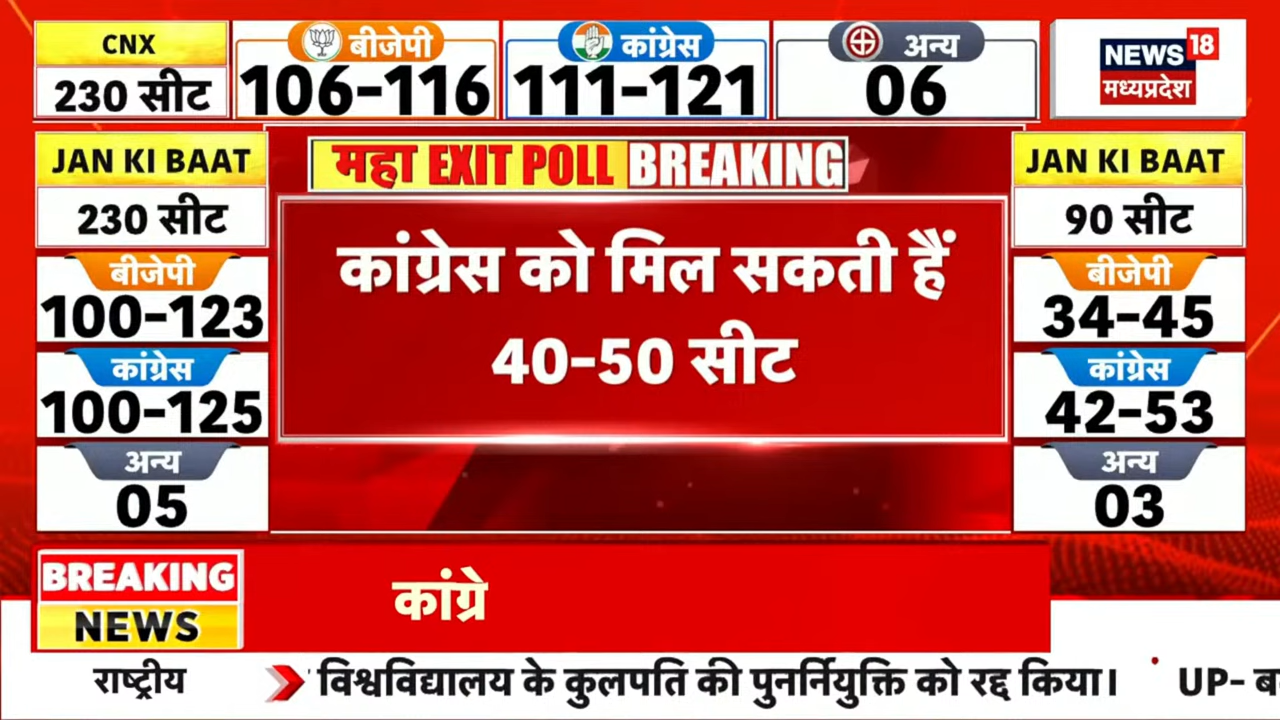 CNX
230 सीट
बीजेपी
106-116
कांग्रेस
111-121
अन्य
06
NEWS 18
मध्यप्रदेश
JAN KI BAAT
230 सीट
बीजेपी
100-123
कांग्रेस
100-125
अन्य
05
महा EXIT POLL BREAKING
कांग्रेस को मिल सकती हैं
40-50 सीट
JAN KI BAAT
90 सीट
बीजेपी
34-45
कांग्रेस
42-53
अन्य
03
BREAKING
NEWS
कांग्रे
राष्ट्रीय
विश्वविद्यालय के कुलपति की पुनर्नियुक्ति को रद्द किया। UP- ब